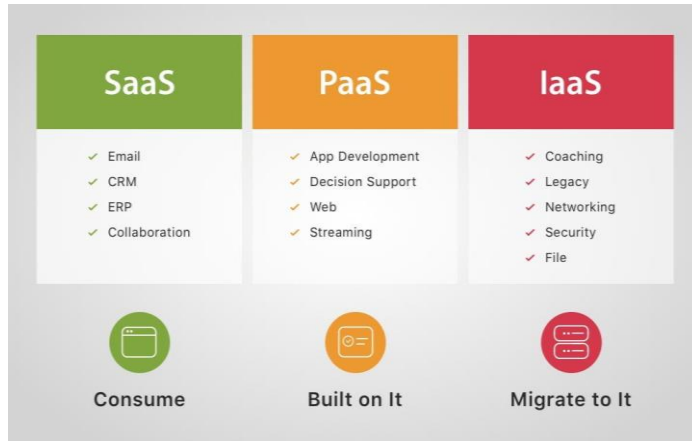 SaaS
Email
CRM
ERP
Collaboration
Consume
PaaS
App Development
Decision Support
Web
Streaming
Built on It
IaaS
Coaching
Legacy
Networking
Security
File
Migrate to It